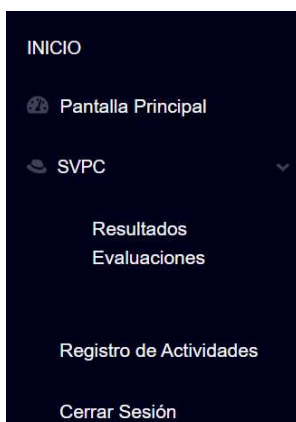 INICIO
Pantalla Principal
SVPC
Resultados
Evaluaciones
Registro de Actividades
Cerrar Sesión